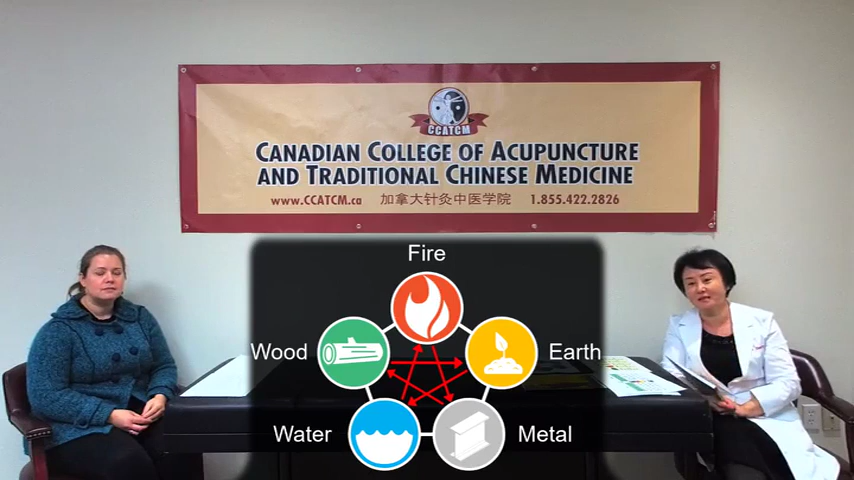 CCATCM
CANADIAN COLLEGE OF ACUPUNCTURE
AND TRADITIONAL CHINESE MEDICINE
www.CCATCM.ca 加拿大针灸中医学院 1.855.422.2826
Fire
Wood Earth
Water Metal